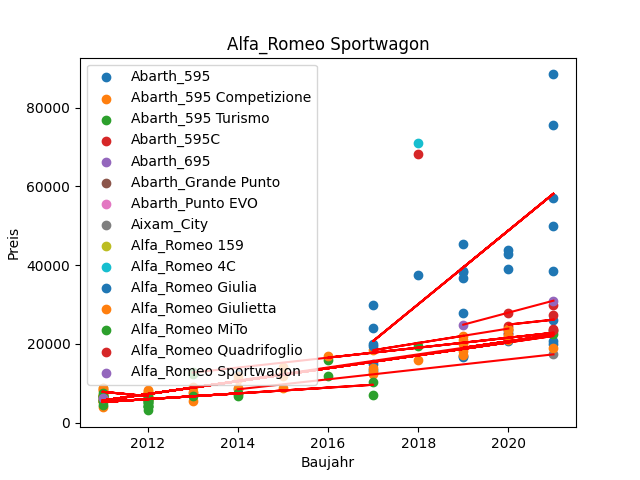 Alfa_Romeo Sportwagon
Abarth_595
Abarth_595 Competizione
Abarth_595 Turismo
Abarth_595C
Abarth_695
Abarth_Grande Punto
Abarth_Punto EVO
Aixam_City
Alfa_Romeo 159
Alfa_Romeo 4C
Alfa_Romeo Giulia
Alfa_Romeo Giulietta
Alfa_Romeo MiTo
Alfa_Romeo Quadrifoglio
Alfa_Romeo Sportwagon
Preis
80000
60000
40000
20000
0
2012 2014 2016 2018 2020
Baujahr